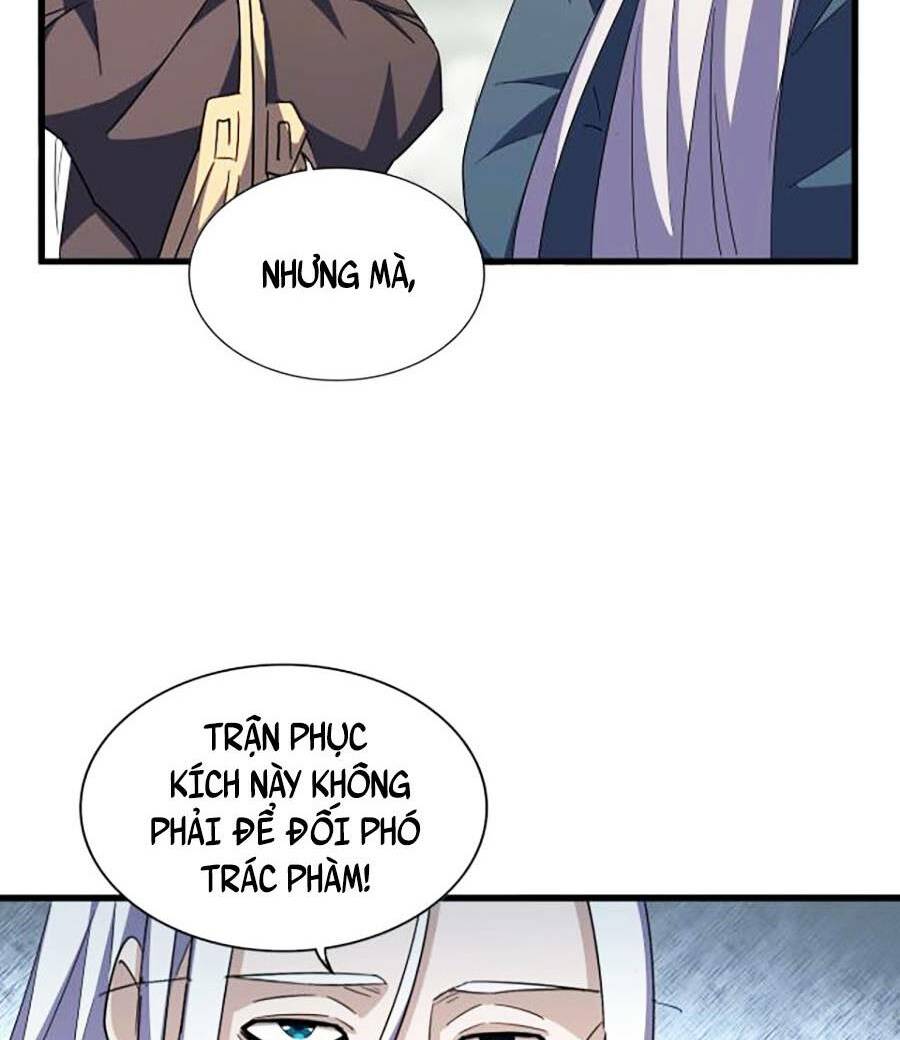 NHƯNG MÀ,
TRẬN PHỤC
KÍCH NÀY KHÔNG
PHẢI ĐỂ ĐỐI PHÓ
TRÁC PHÀM!